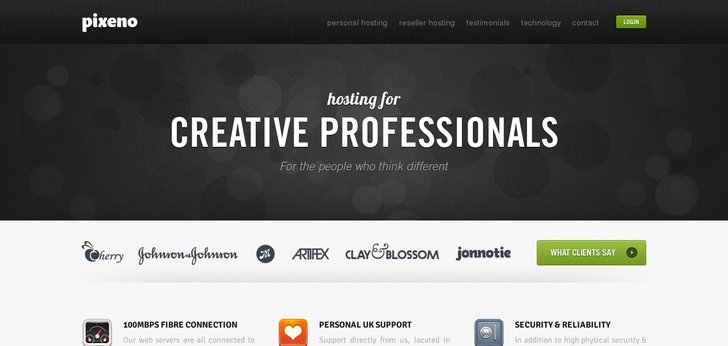 pixeno
personal hosting
reseller hosting
testimonials
technology
contact
LOGIN
hosting for
CREATIVE PROFESSIONALS
For the people who think different
Cherry
Johnson & Johnson
M
ARTIFEX
CLAY & BLOSSOM
jonnotie
WHAT CLIENTS SAY
100MBPS FIBRE CONNECTION
Our web servers are all connected to
PERSONAL UK SUPPORT
Support directly from us, located in
SECURITY & RELIABILITY
In addition to high physical security &